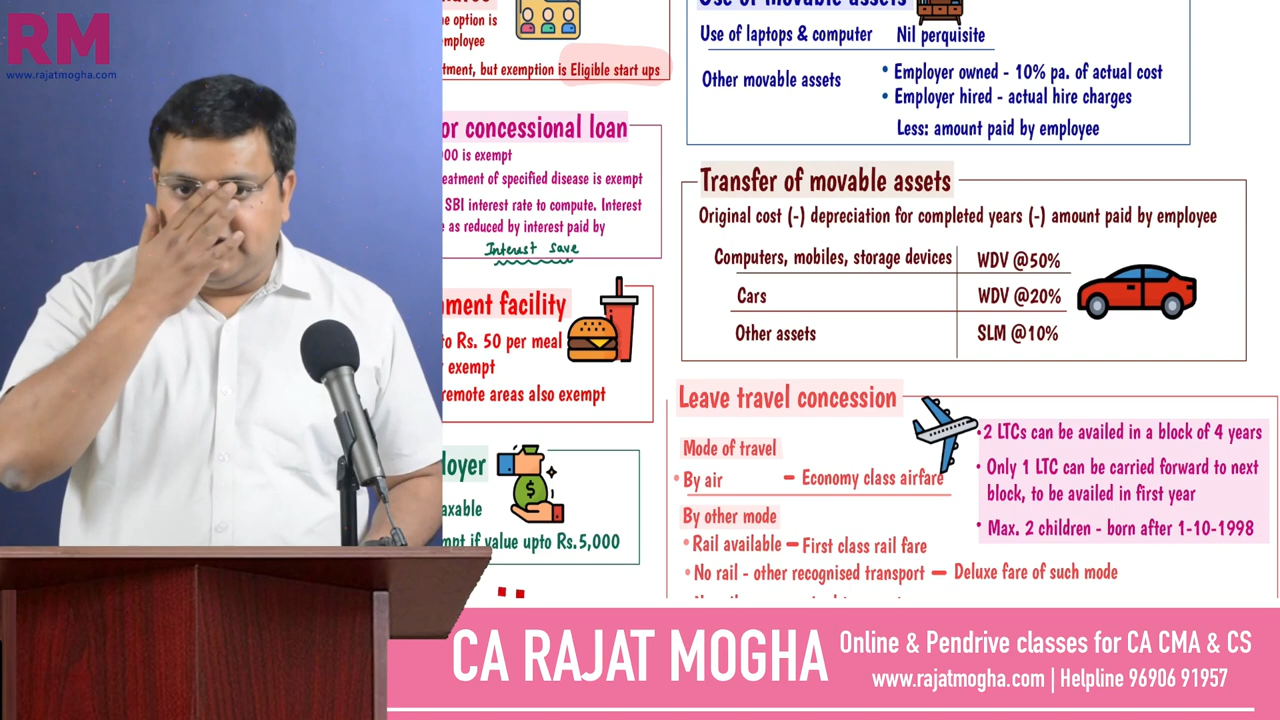 RM
www.rajatmogha.com
option is
employee
tment, but exemption is Eligible start ups
or concessional loan
00 is exempt
eatment of specified disease is exempt
SBI interest rate to compute. Interest
as reduced by interest paid by
Interest save
ment facility
to Rs. 50 per meal
exempt
remote areas also exempt
loyer
axable
mpt if value upto Rs.5,000
Use of movable assets
Use of laptops & computer Nil perquisite
Other movable assets
• Employer owned - 10% pa. of actual cost
• Employer hired - actual hire charges
Less: amount paid by employee
Transfer of movable assets
Original cost (-) depreciation for completed years (-) amount paid by employee
Computers, mobiles, storage devices WDV @50%
Cars WDV @20%
Other assets SLM @10%
Leave travel concession
Mode of travel
• By air – Economy class airfare
By other mode
• Rail available – First class rail fare
• No rail - other recognised transport – Deluxe fare of such mode
• 2 LTCs can be availed in a block of 4 years
• Only 1 LTC can be carried forward to next
block, to be availed in first year
• Max. 2 children - born after 1-10-1998
CA RAJAT MOGHA
Online & Pendrive classes for CA CMA & CS
www.rajatmogha.com | Helpline 96906 91957